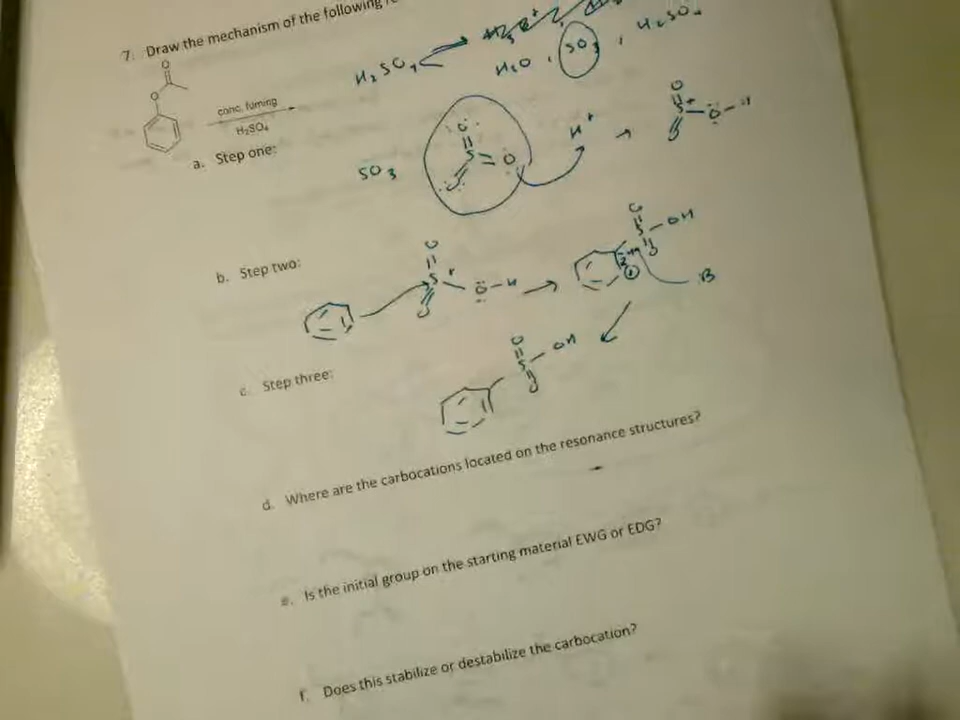 7. Draw the mechanism of the following
H₂SO₄
H₂O , SO₃ , H₂SO₄
O
O
conc. fuming
H₂SO₄
a. Step one:
SO₃
O
S = O
O
H⁺
O
S⁺ - O - H
O
b. Step two:
O
S⁺ - O - H
O
O
S - OH
O
:B
c. Step three:
O
S - OH
O
d. Where are the carbocations located on the resonance structures?
e. Is the initial group on the starting material EWG or EDG?
f. Does this stabilize or destabilize the carbocation?